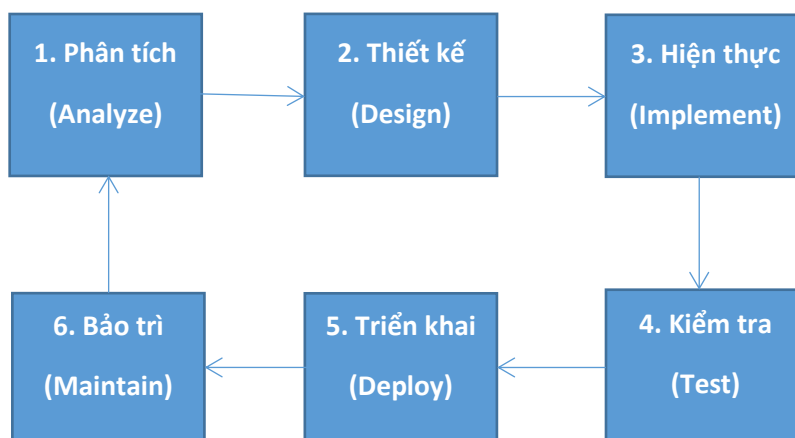 1. Phân tích
(Analyze)
2. Thiết kế
(Design)
3. Hiện thực
(Implement)
4. Kiểm tra
(Test)
5. Triển khai
(Deploy)
6. Bảo trì
(Maintain)